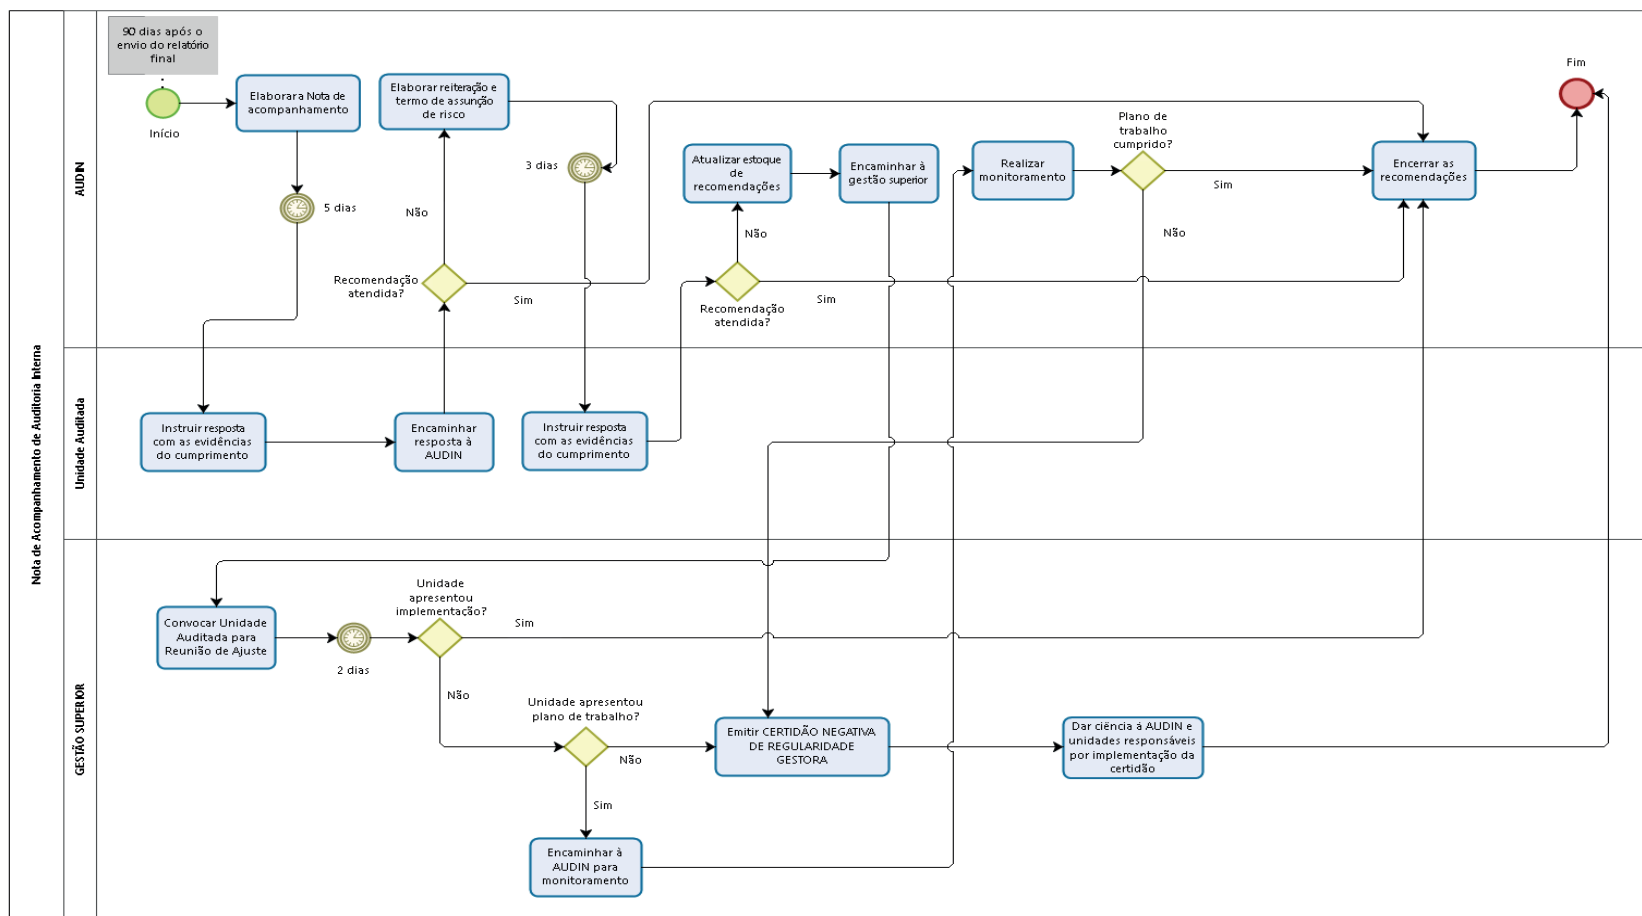 Nota de Acompanhamento de Auditoria Interna
AUDIN
90 dias após o
envio do relatório
final
Início
Elaborar a Nota de
acompanhamento
5 dias
Elaborar reiteração e
termo de assunção
de risco
Não
Recomendação
atendida?
Sim
3 dias
Atualizar estoque
de
recomendações
Não
Recomendação
atendida?
Sim
Encaminhar à
gestão superior
Realizar
monitoramento
Plano de
trabalho
cumprido?
Sim
Não
Encerrar as
recomendações
Fim
Unidade Auditada
Instruir resposta
com as evidências
do cumprimento
Encaminhar
resposta à
AUDIN
Instruir resposta
com as evidências
do cumprimento
GESTÃO SUPERIOR
Convocar Unidade
Auditada para
Reunião de Ajuste
2 dias
Unidade
apresentou
implementação?
Sim
Não
Unidade apresentou
plano de trabalho?
Não
Sim
Emitir CERTIDÃO NEGATIVA
DE REGULARIDADE
GESTORA
Dar ciência á AUDIN e
unidades responsáveis
por implementação da
certidão
Encaminhar à
AUDIN para
monitoramento